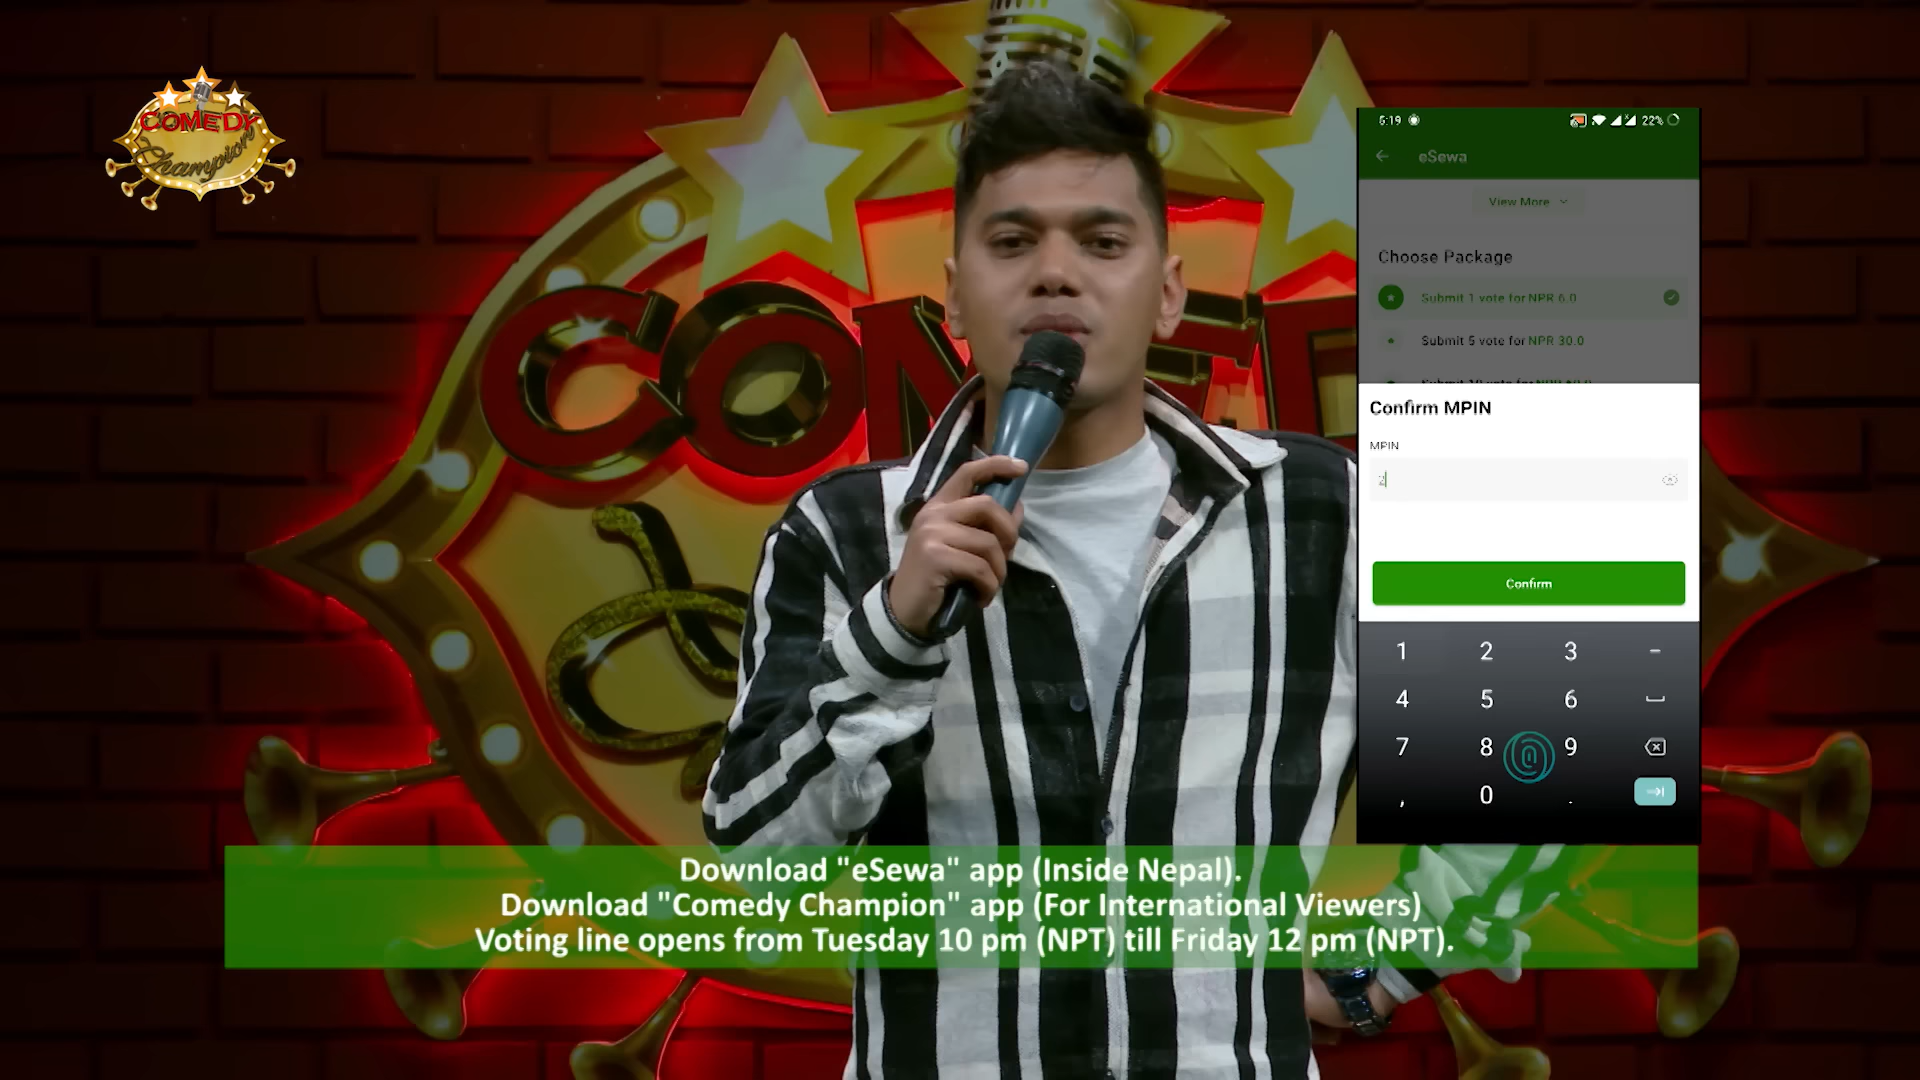 COMEDY
Champion
COMED
5:19
22%
eSewa
View More
Choose Package
Submit 1 vote for NPR 6.0
Submit 5 vote for NPR 30.0
Confirm MPIN
MPIN
2
Confirm
1 2 3 -
4 5 6
7 8 9
, 0 .
Download "eSewa" app (Inside Nepal).
Download "Comedy Champion" app (For International Viewers)
Voting line opens from Tuesday 10 pm (NPT) till Friday 12 pm (NPT).